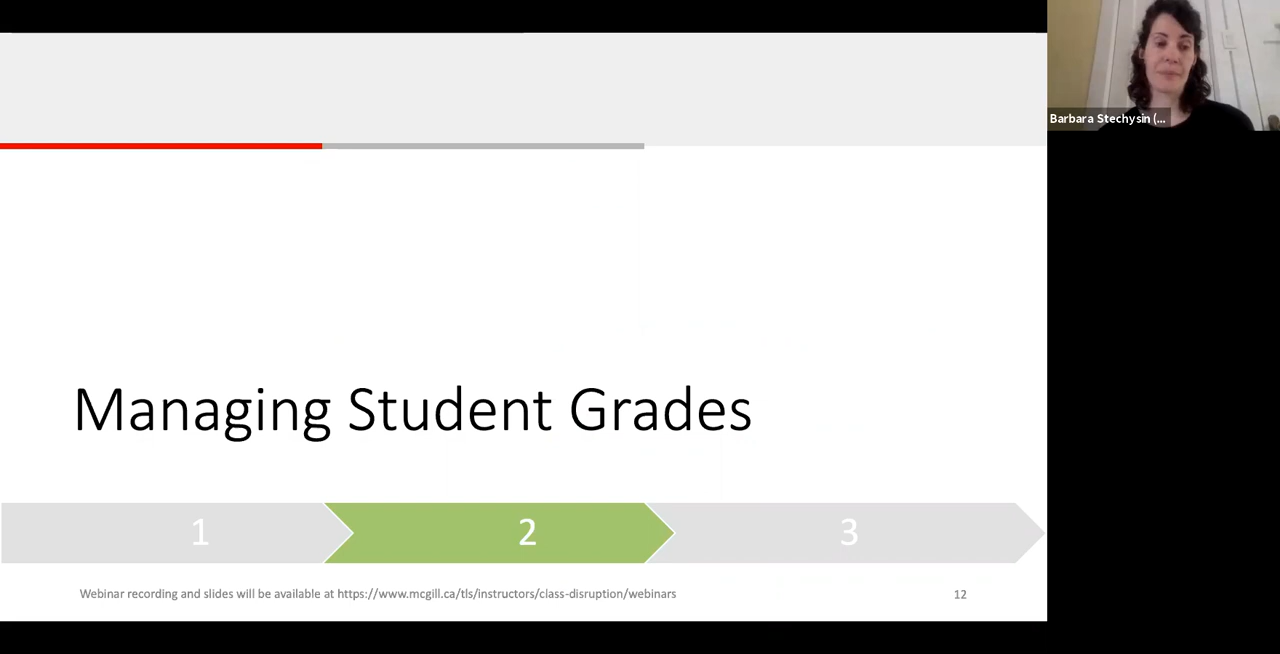 Barbara Stechysin (...
Managing Student Grades
1 2 3
Webinar recording and slides will be available at https://www.mcgill.ca/tls/instructors/class-disruption/webinars 12